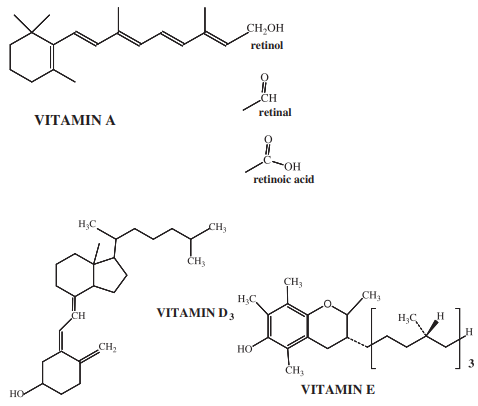 CH₂OH
retinol
O
CH
retinal
VITAMIN A
O
C OH
retinoic acid
H₃C
CH₃
CH₃
CH
VITAMIN D₃
CH₂
HO
CH₃
H₃C
O
CH₃
HO
CH₃
H₃C
H
H
3
VITAMIN E